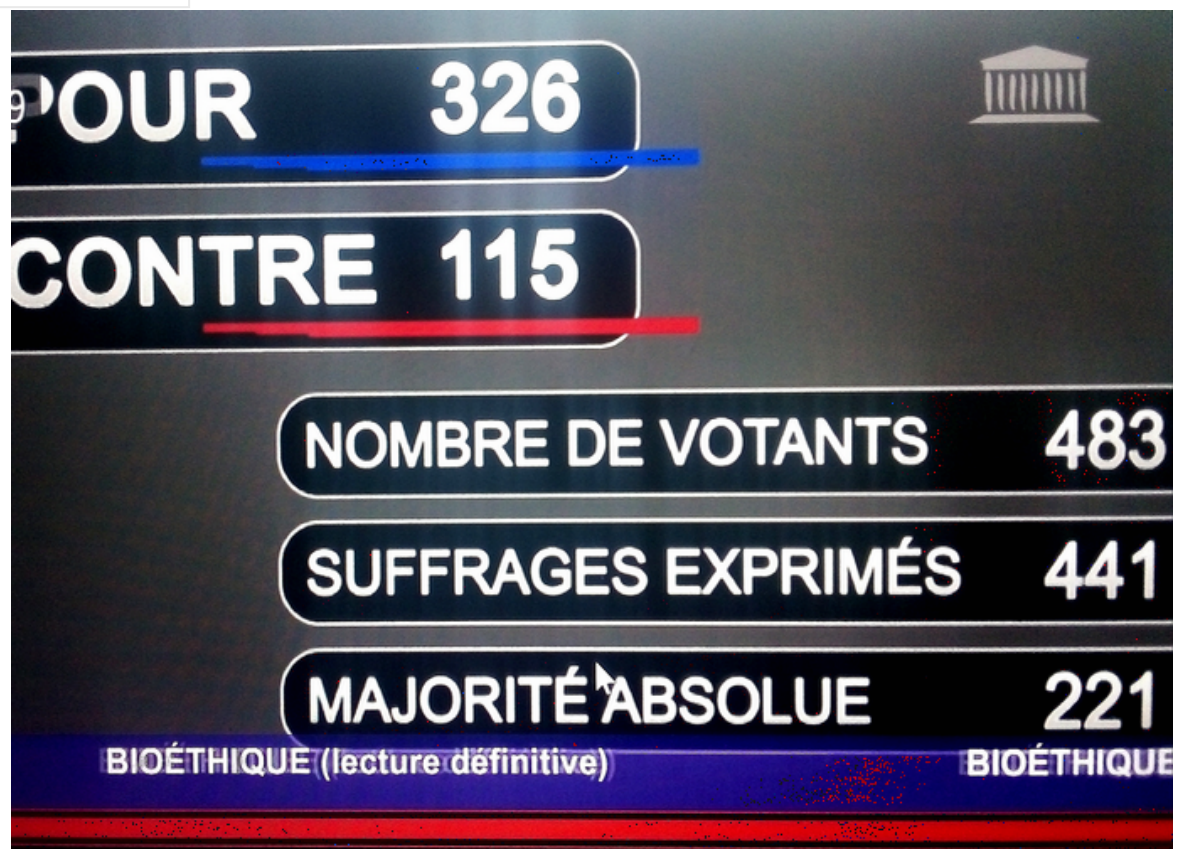 POUR 326
CONTRE 115
NOMBRE DE VOTANTS 483
SUFFRAGES EXPRIMÉS 441
MAJORITÉ ABSOLUE 221
BIOÉTHIQUE (lecture définitive) BIOÉTHIQUE